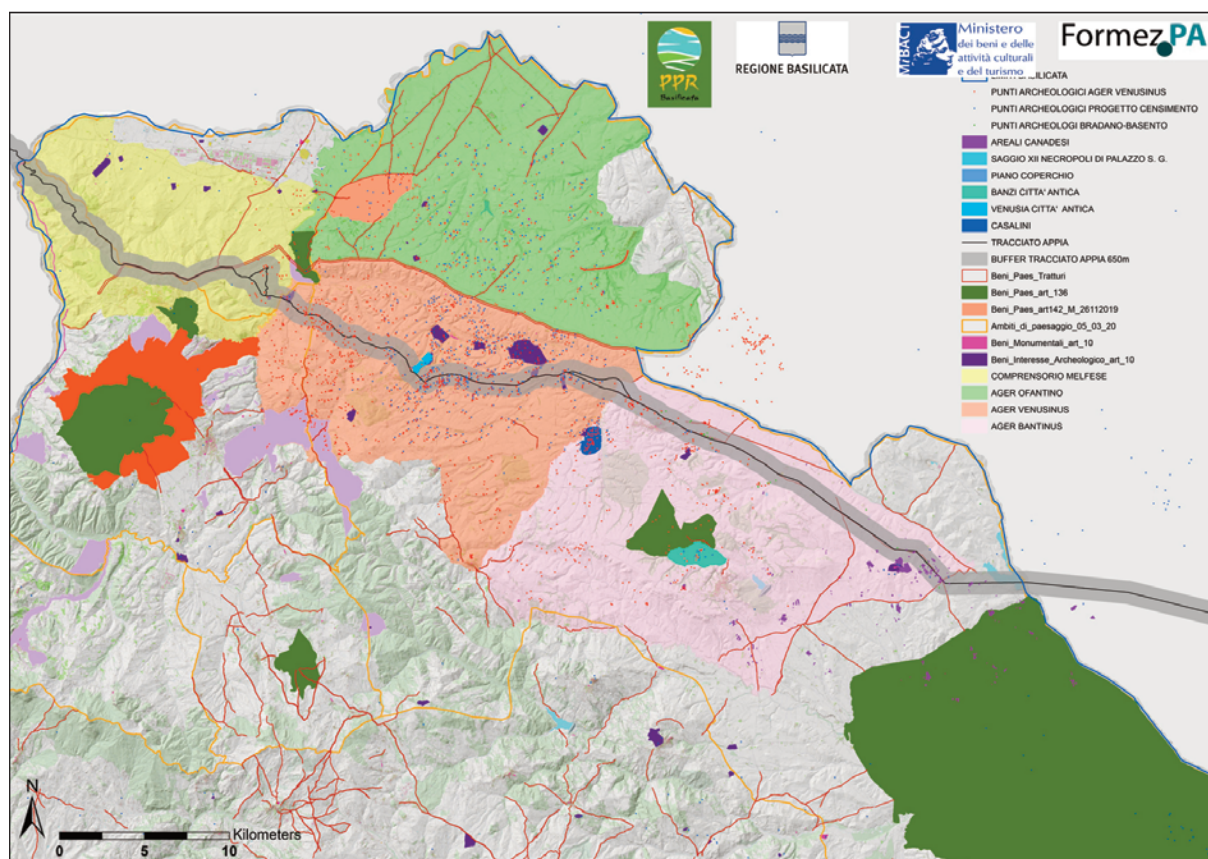 PPR
Basilicata
REGIONE BASILICATA
MiBACT
Ministero
dei beni e delle
attività culturali
e del turismo
Formez PA
BASILICATA
PUNTI ARCHEOLOGICI AGER VENUSINUS
PUNTI ARCHEOLOGICI PROGETTO CENSIMENTO
PUNTI ARCHEOLOGI BRADANO-BASENTO
AREALI CANADESI
SAGGIO XII NECROPOLI DI PALAZZO S. G.
PIANO COPERCHIO
BANZI CITTA' ANTICA
VENUSIA CITTA' ANTICA
CASALINI
TRACCIATO APPIA
BUFFER TRACCIATO APPIA 650m
Beni_Paes_Tratturi
Beni_Paes_art_136
Beni_Paes_art142_M_26112019
Ambiti_di_paesaggio_05_03_20
Beni_Monumentali_art_10
Beni_Interesse_Archeologico_art_10
COMPRENSORIO MELFESE
AGER OFANTINO
AGER VENUSINUS
AGER BANTINUS
N
Kilometers
0 5 10